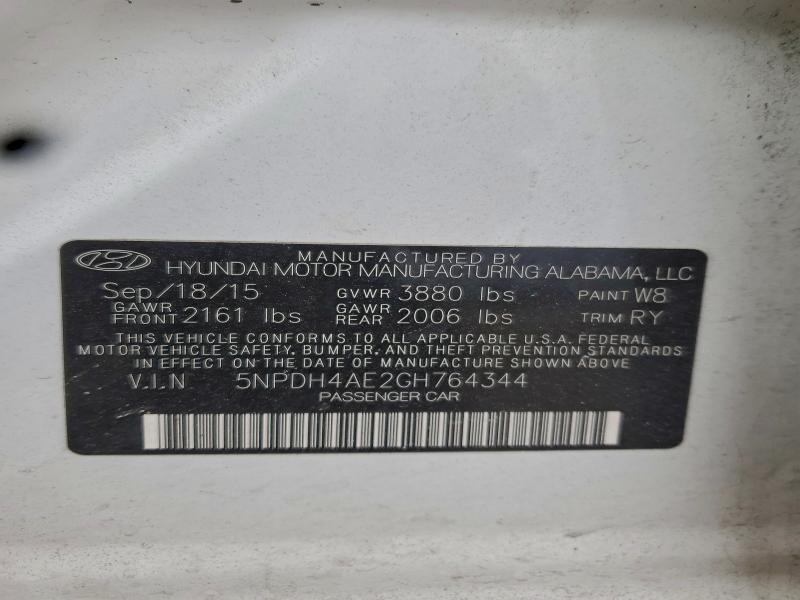 MANUFACTURED BY
HYUNDAI MOTOR MANUFACTURING ALABAMA, LLC
Sep/18/15 GVWR 3880 lbs PAINT W8
GAWR FRONT 2161 lbs GAWR REAR 2006 lbs TRIM RY
THIS VEHICLE CONFORMS TO ALL APPLICABLE U.S.A. FEDERAL
MOTOR VEHICLE SAFETY, BUMPER, AND THEFT PREVENTION STANDARDS
IN EFFECT ON THE DATE OF MANUFACTURE SHOWN ABOVE
V.I.N 5NPDH4AE2GH764344
PASSENGER CAR